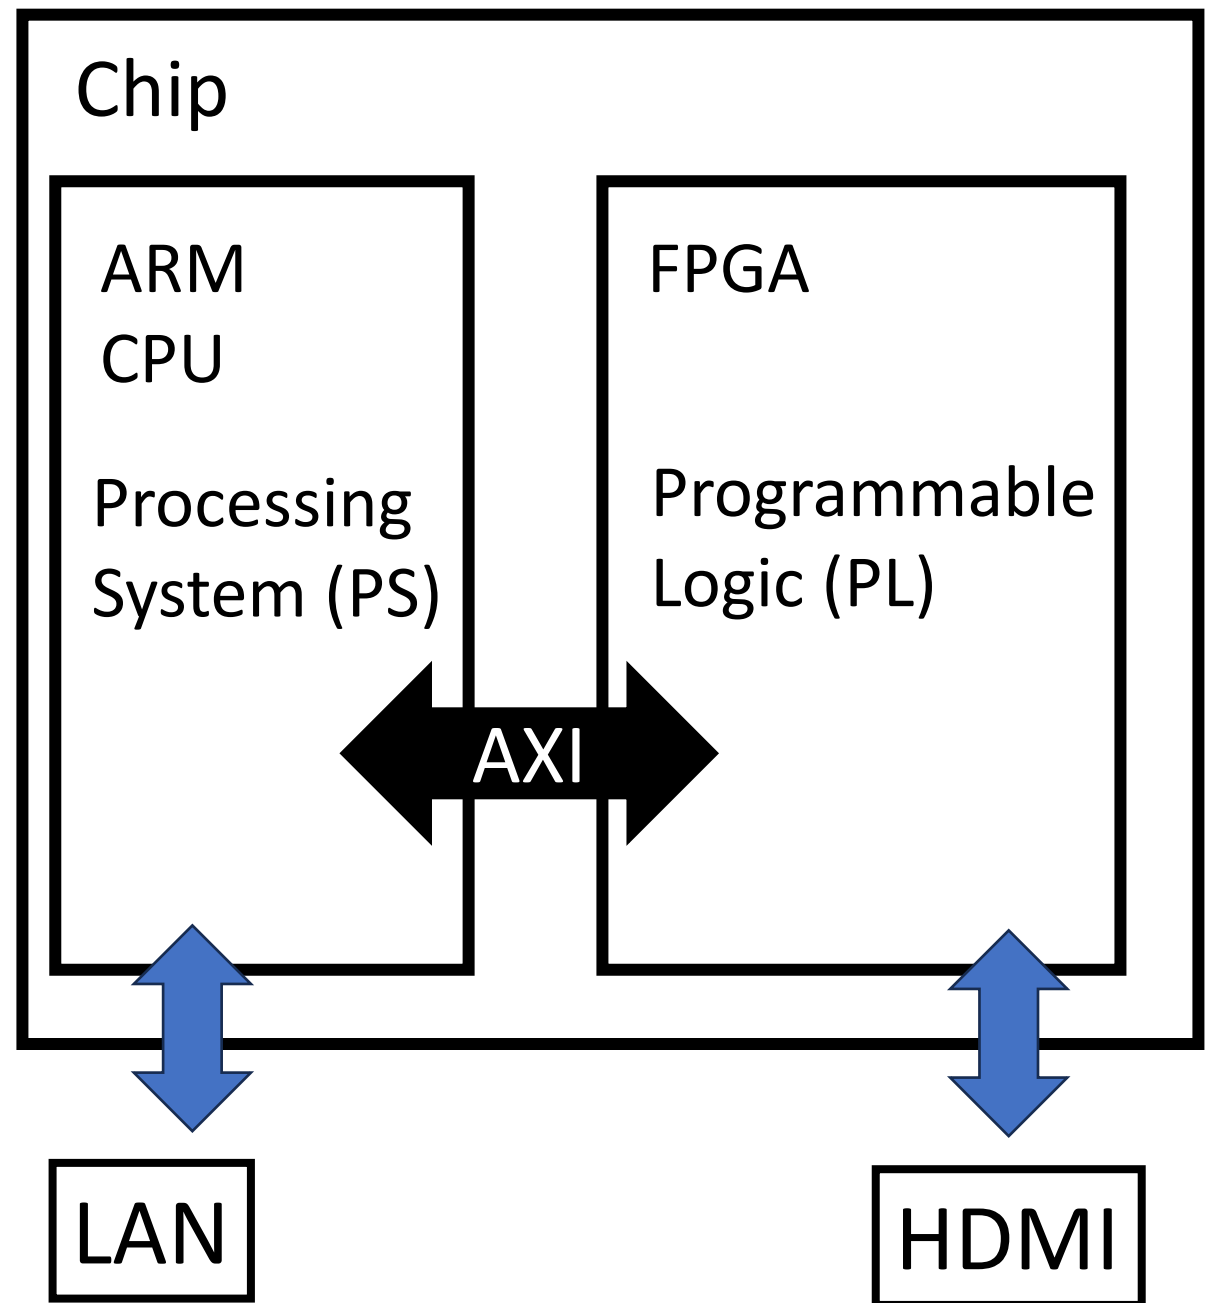 Chip
ARM
CPU
Processing
System (PS)
FPGA
Programmable
Logic (PL)
AXI
LAN
HDMI